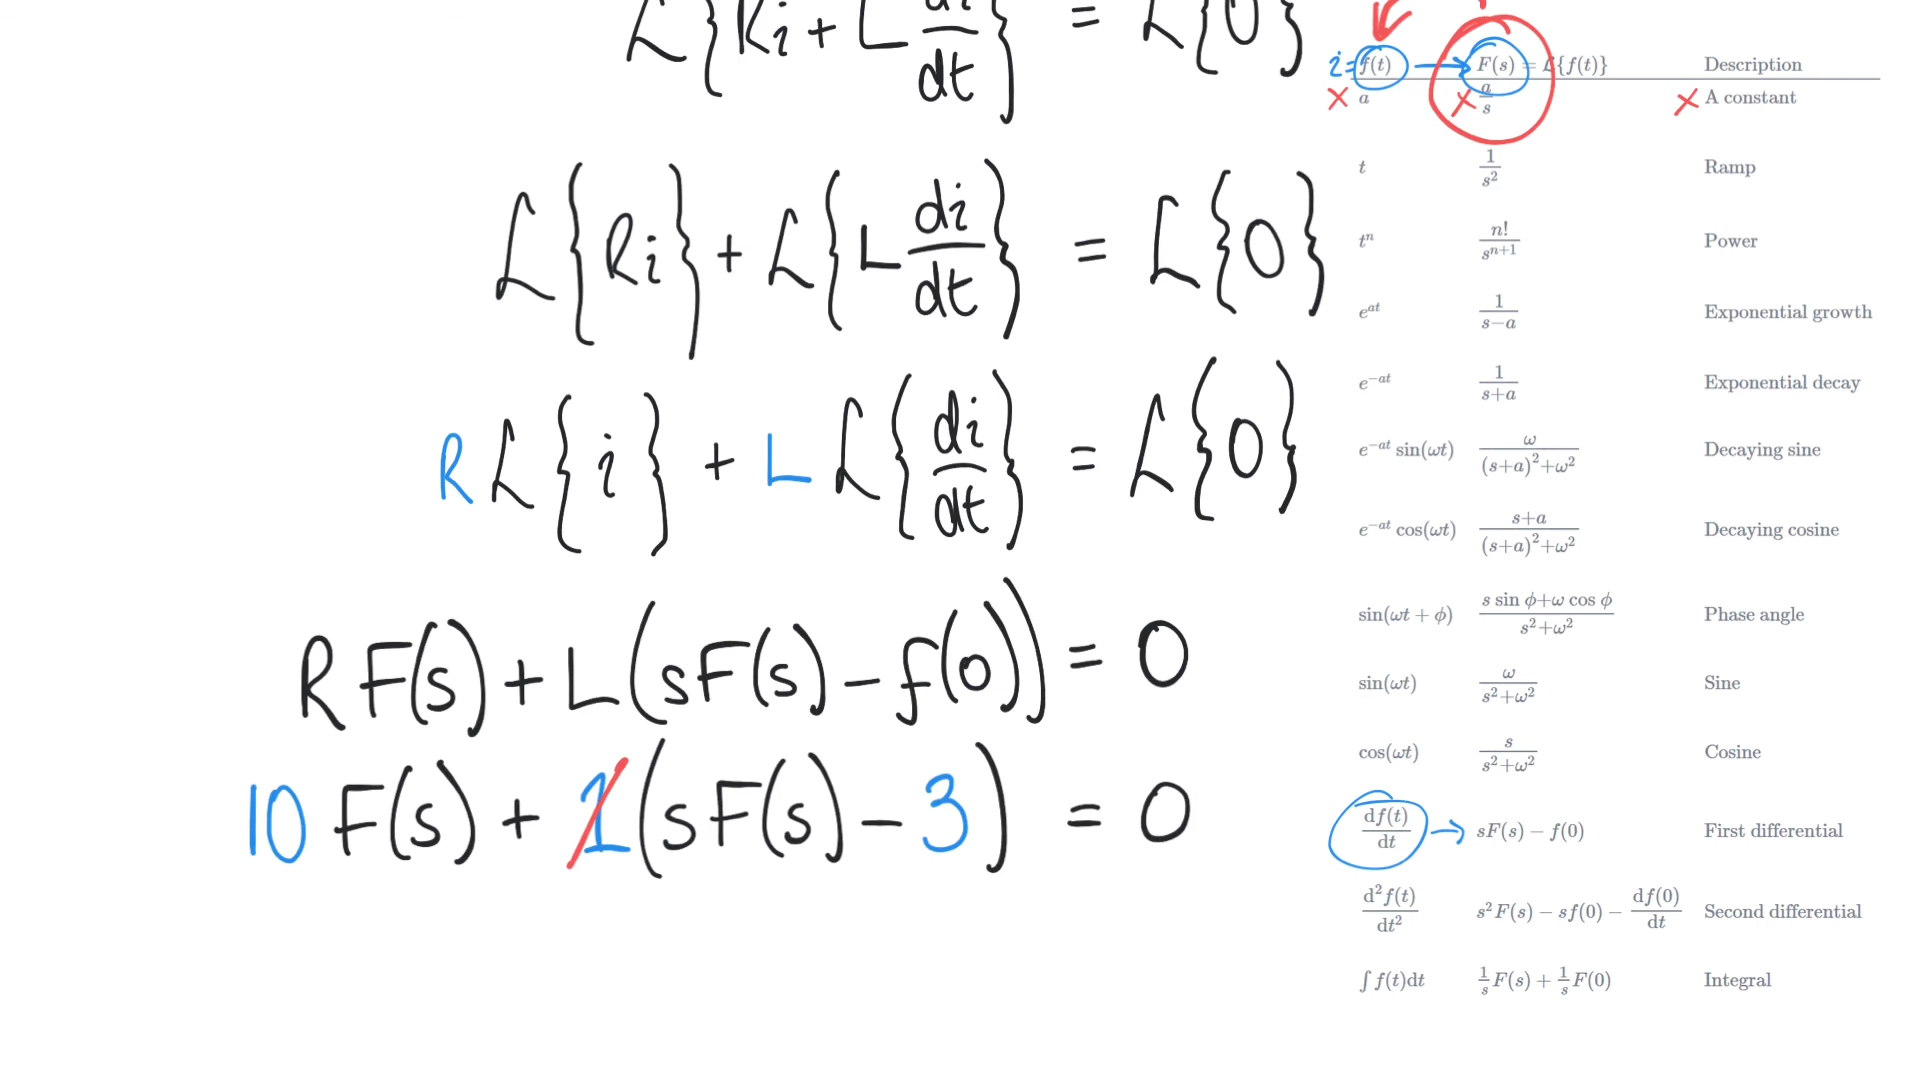 ℒ{Ri + L di/dt} = ℒ{0}
ℒ{Ri} + ℒ{L di/dt} = ℒ{0}
Rℒ{i} + Lℒ{di/dt} = ℒ{0}
RF(s) + L(sF(s) − f(0)) = 0
10F(s) + 1(sF(s) − 3) = 0
i= f(t) → F(s) = ℒ{f(t)} Description
× a × a/s × A constant
t 1/s² Ramp
tⁿ n!/sⁿ⁺¹ Power
e^{at} 1/(s−a) Exponential growth
e^{−at} 1/(s+a) Exponential decay
e^{−at} sin(ωt) ω/((s+a)²+ω²) Decaying sine
e^{−at} cos(ωt) (s+a)/((s+a)²+ω²) Decaying cosine
sin(ωt + ϕ) (s sin ϕ+ω cos ϕ)/(s²+ω²) Phase angle
sin(ωt) ω/(s²+ω²) Sine
cos(ωt) s/(s²+ω²) Cosine
df(t)/dt → sF(s) − f(0) First differential
d²f(t)/dt² s²F(s) − sf(0) − df(0)/dt Second differential
∫ f(t)dt 1/s F(s) + 1/s F(0) Integral